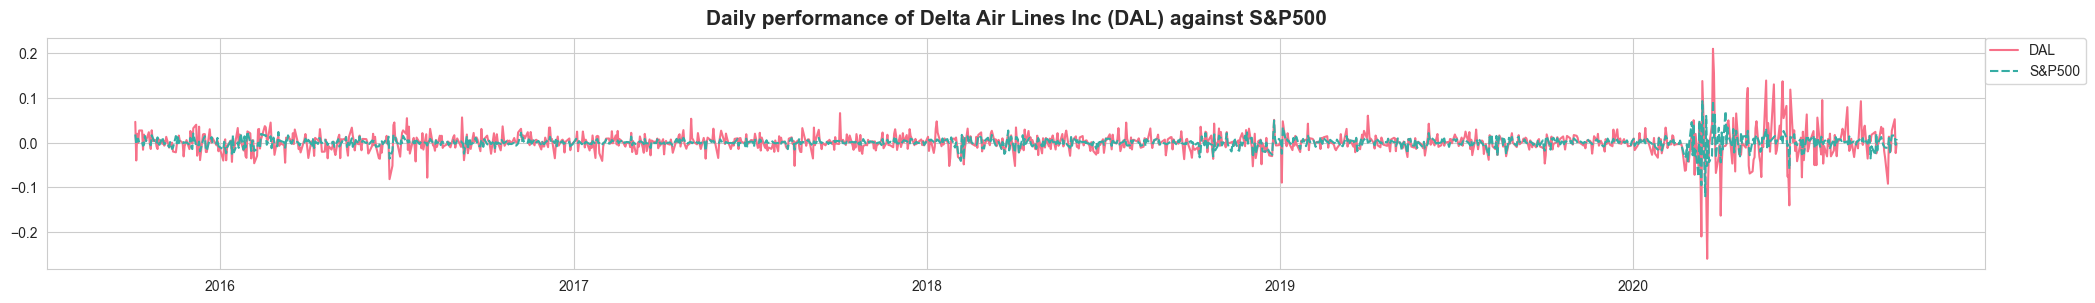 Daily performance of Delta Air Lines Inc (DAL) against S&P500
DAL
S&P500
0.2
0.1
0.0
−0.1
−0.2
2016 2017 2018 2019 2020